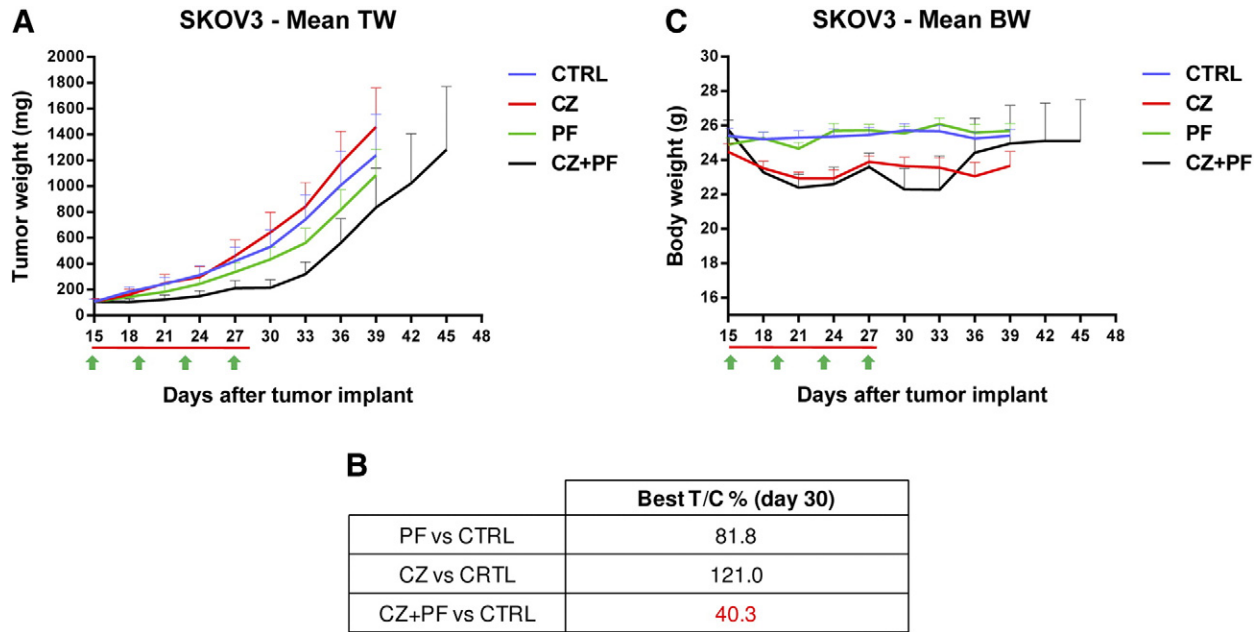 A
SKOV3 - Mean TW
Tumor weight (mg)
2000
1800
1600
1400
1200
1000
800
600
400
200
0
15 18 21 24 27 30 33 36 39 42 45 48
Days after tumor implant
CTRL
CZ
PF
CZ+PF
C
SKOV3 - Mean BW
Body weight (g)
30
28
26
24
22
20
18
16
15 18 21 24 27 30 33 36 39 42 45 48
Days after tumor implant
CTRL
CZ
PF
CZ+PF
B
Best T/C % (day 30)
PF vs CTRL 81.8
CZ vs CRTL 121.0
CZ+PF vs CTRL 40.3